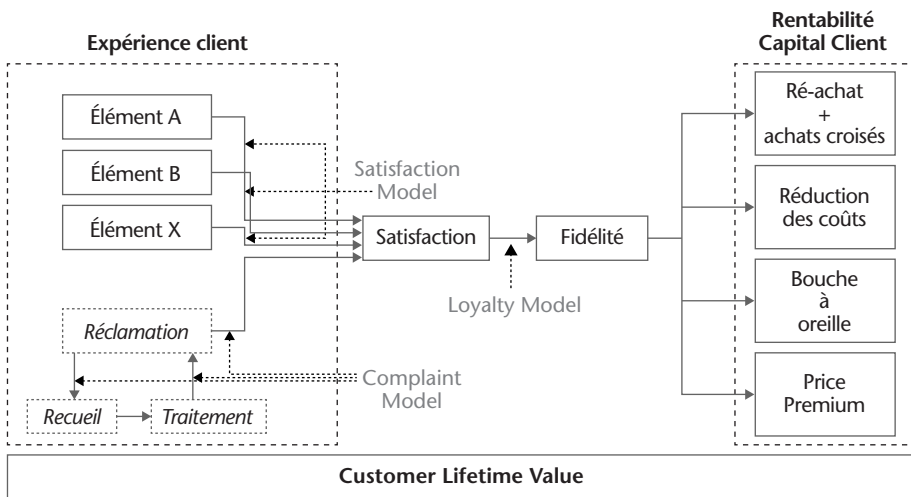 Expérience client
Rentabilité
Capital Client
Élément A
Élément B
Élément X
Réclamation
Recueil
Traitement
Satisfaction
Model
Satisfaction
Fidélité
Loyalty Model
Complaint
Model
Ré-achat
+
achats croisés
Réduction
des coûts
Bouche
à
oreille
Price
Premium
Customer Lifetime Value